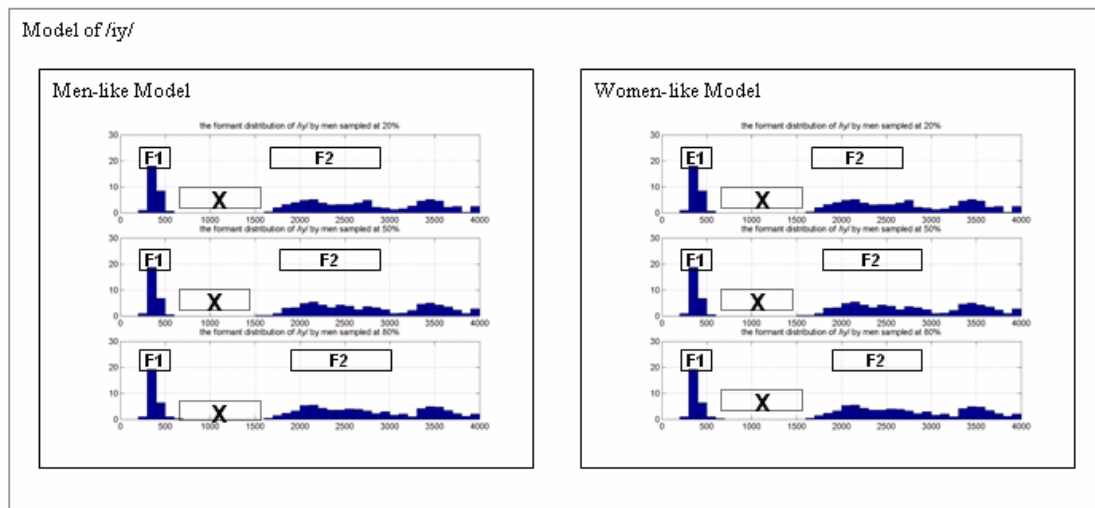 Model of /iy/
Men-like Model
the formant distribution of /iy/ by men sampled at 20%
30
F1
F2
20
10
X
0
0 500 1000 1500 2000 2500 3000 3500 4000
the formant distribution of /iy/ by men sampled at 50%
30
F1
F2
20
10
X
0
0 500 1000 1500 2000 2500 3000 3500 4000
the formant distribution of /iy/ by men sampled at 80%
30
F1
F2
20
10
X
0
0 500 1000 1500 2000 2500 3000 3500 4000
Women-like Model
the formant distribution of /iy/ by men sampled at 20%
30
E1
F2
20
10
X
0
0 500 1000 1500 2000 2500 3000 3500 4000
the formant distribution of /iy/ by men sampled at 50%
30
F1
F2
20
10
X
0
0 500 1000 1500 2000 2500 3000 3500 4000
the formant distribution of /iy/ by men sampled at 80%
30
F1
F2
20
10
X
0
0 500 1000 1500 2000 2500 3000 3500 4000